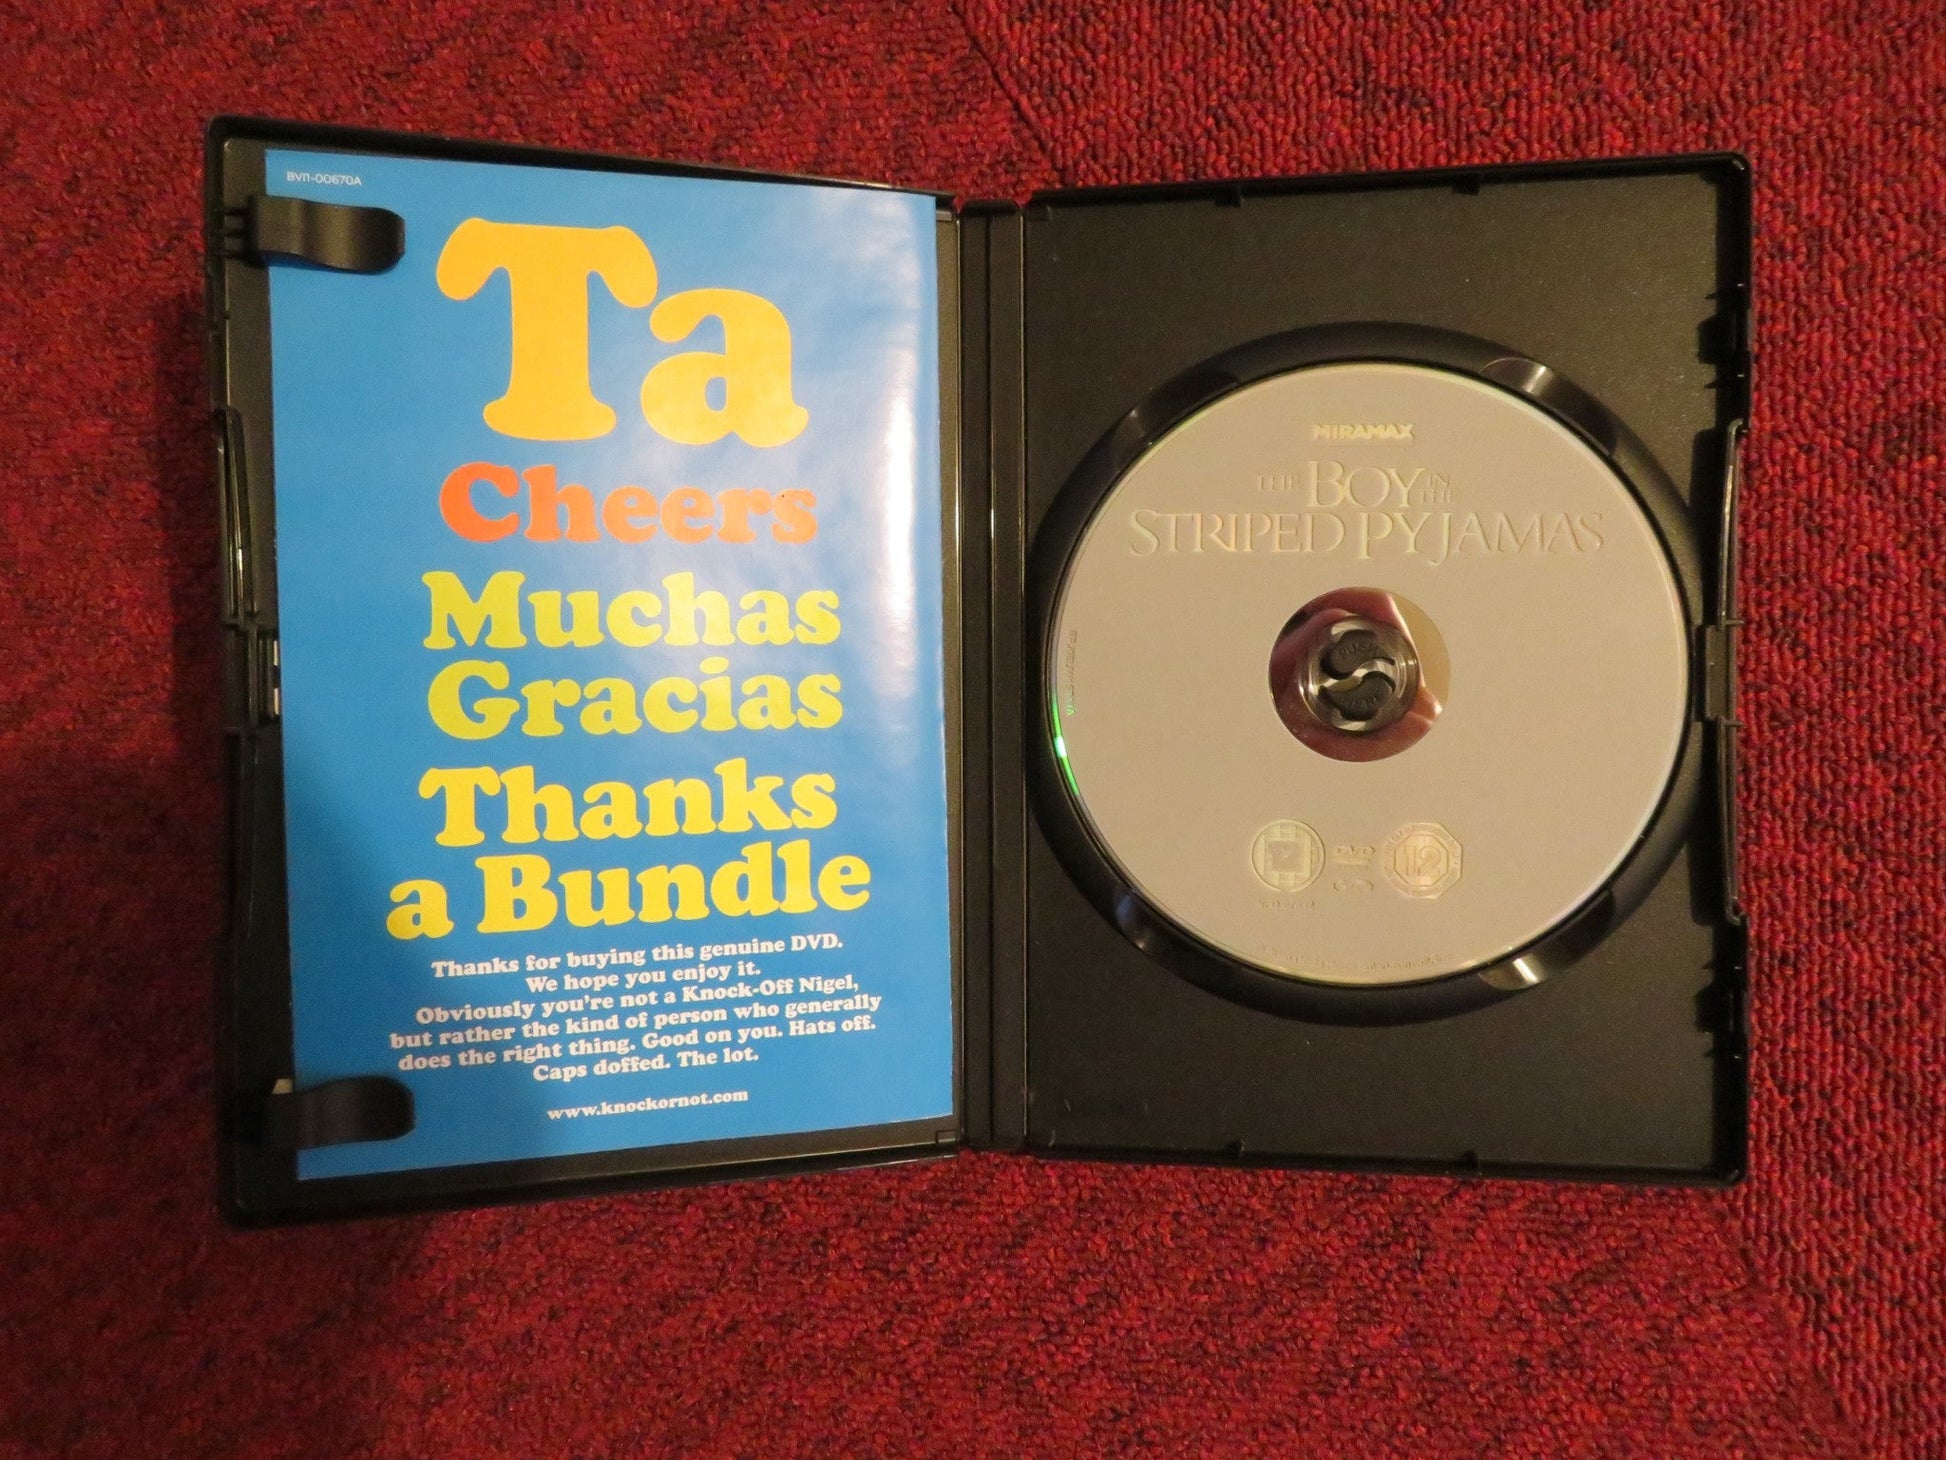 BVI1-00670A
Ta
Cheers
Muchas
Gracias
Thanks
a Bundle
Thanks for buying this genuine DVD.
We hope you enjoy it.
Obviously you're not a Knock-Off Nigel,
but rather the kind of person who generally
does the right thing. Good on you. Hats off.
Caps doffed. The lot.
www.knockornot.com
MIRAMAX
THE BOY IN THE
STRIPED PYJAMAS
DVD
12